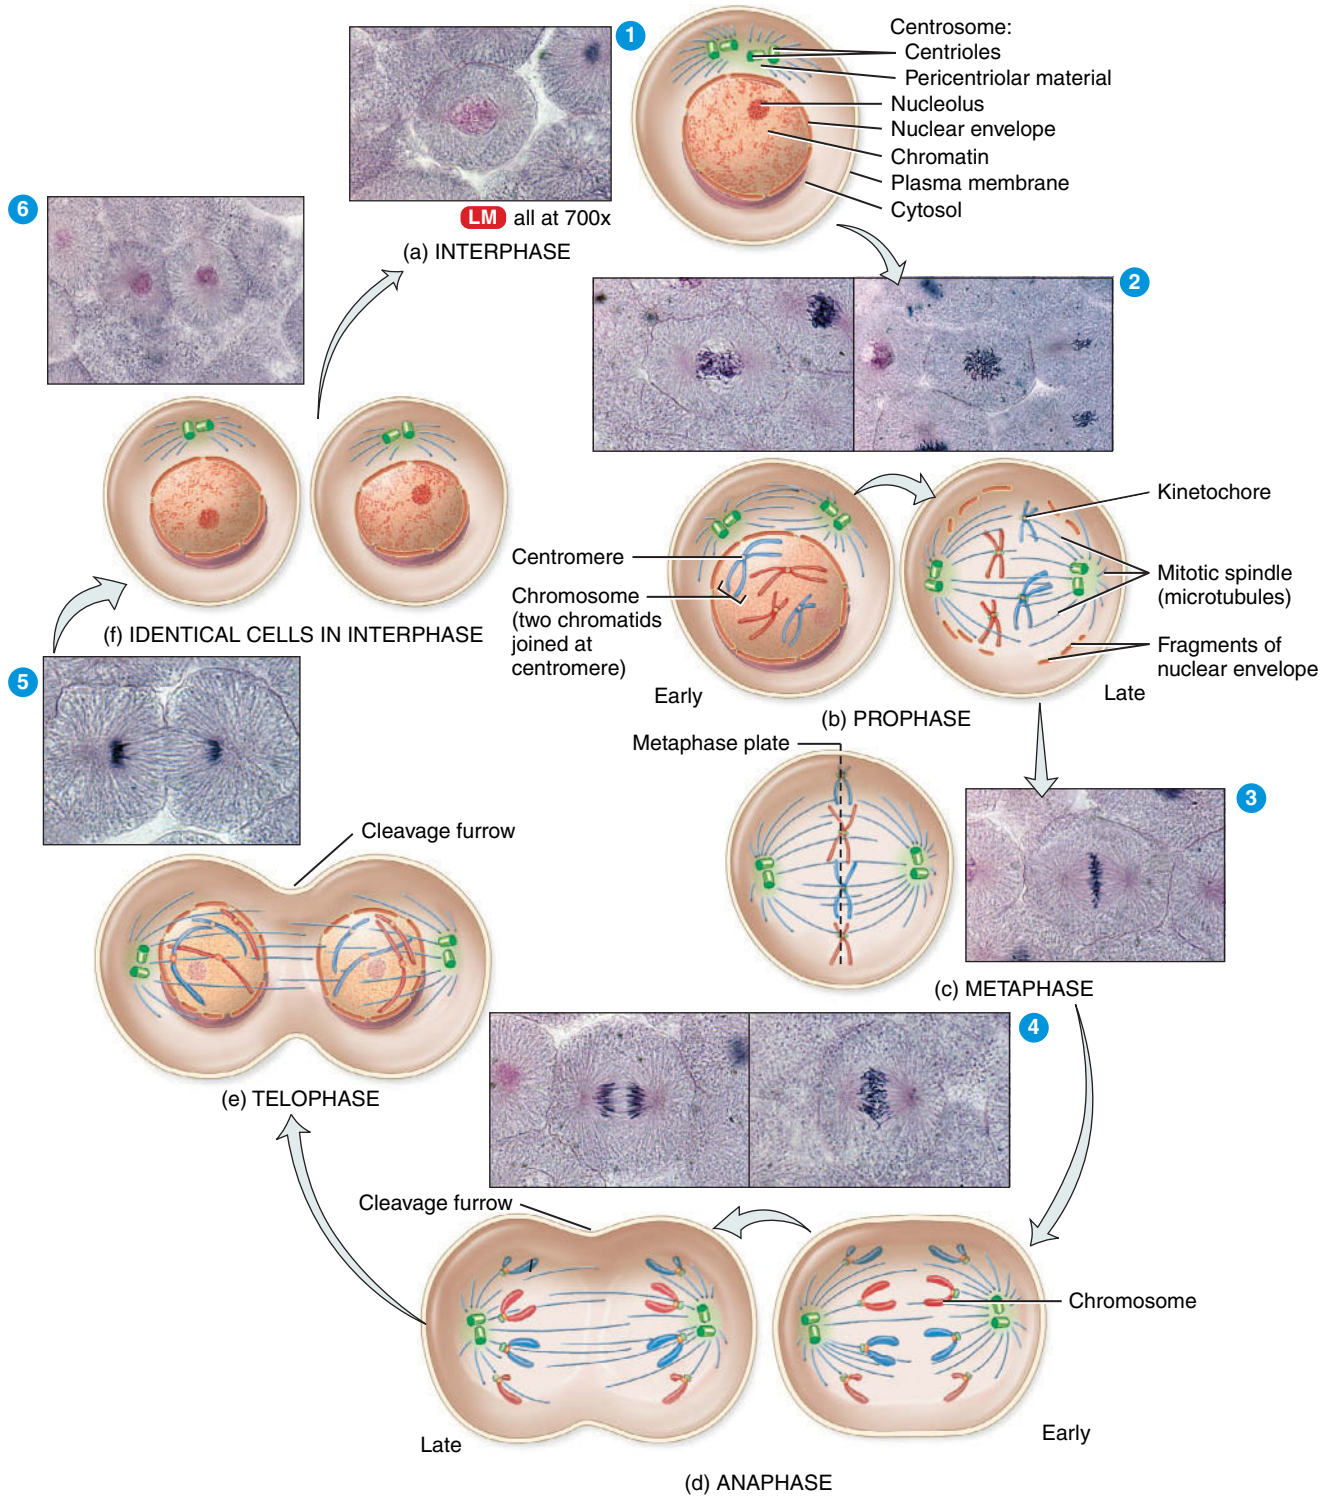 1
Centrosome:
Centrioles
Pericentriolar material
Nucleolus
Nuclear envelope
Chromatin
Plasma membrane
Cytosol
LM all at 700x
(a) INTERPHASE
6
2
Kinetochore
Centromere
Chromosome
(two chromatids
joined at
centromere)
Mitotic spindle
(microtubules)
Fragments of
nuclear envelope
Early
Late
(b) PROPHASE
(f) IDENTICAL CELLS IN INTERPHASE
5
Metaphase plate
3
Cleavage furrow
(c) METAPHASE
(e) TELOPHASE
4
Cleavage furrow
Chromosome
Late
Early
(d) ANAPHASE